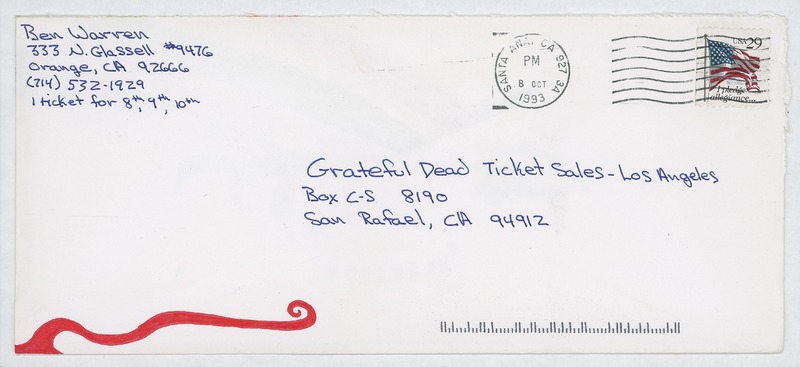 Ben Warren
333 N. Glassell #9476
Orange, CA 92666
(714) 532-1929
1 ticket for 8th, 9th, 10th
SANTA ANA, CA 927 3A
PM
8 OCT
1993
USA 29
I pledge
allegiance...
Grateful Dead Ticket Sales - Los Angeles
Box C-S 8190
San Rafael, CA 94912